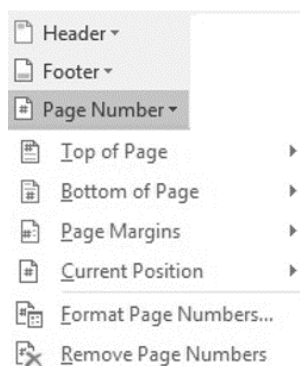 Header
Footer
Page Number
Top of Page
Bottom of Page
Page Margins
Current Position
Format Page Numbers...
Remove Page Numbers